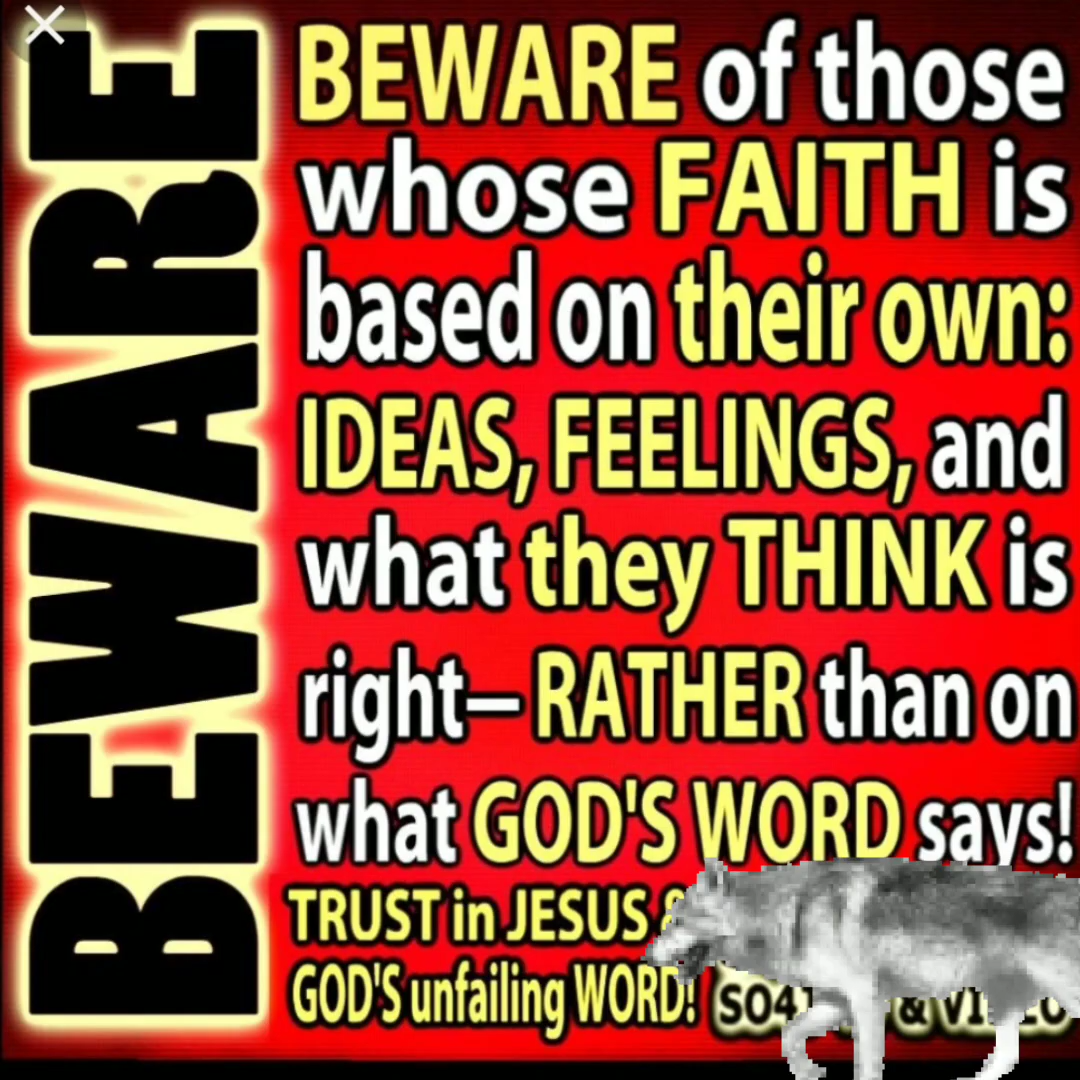 BEWARE
BEWARE of those
whose FAITH is
based on their own:
IDEAS, FEELINGS, and
what they THINK is
right– RATHER than on
what GOD'S WORD says!
TRUST in JESUS &
GOD'S unfailing WORD!